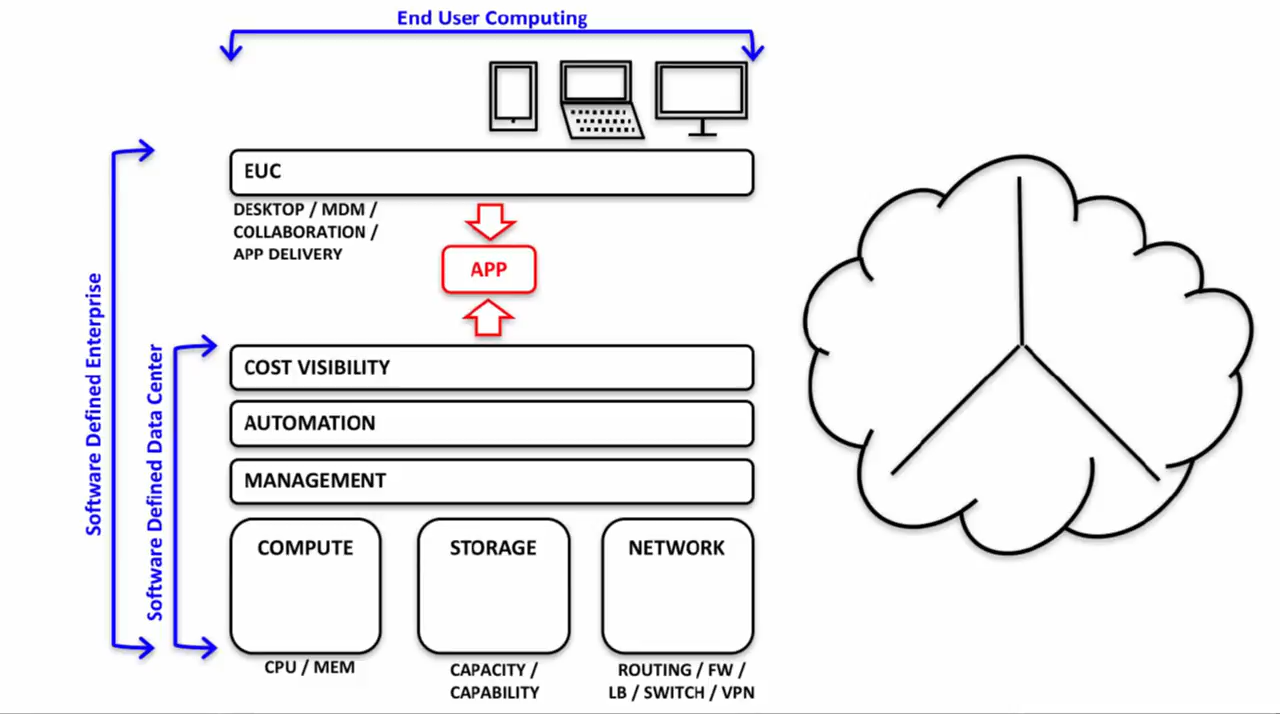 End User Computing
EUC
DESKTOP / MDM /
COLLABORATION /
APP DELIVERY
APP
Software Defined Enterprise
Software Defined Data Center
COST VISIBILITY
AUTOMATION
MANAGEMENT
COMPUTE
STORAGE
NETWORK
CPU / MEM
CAPACITY /
CAPABILITY
ROUTING / FW /
LB / SWITCH / VPN